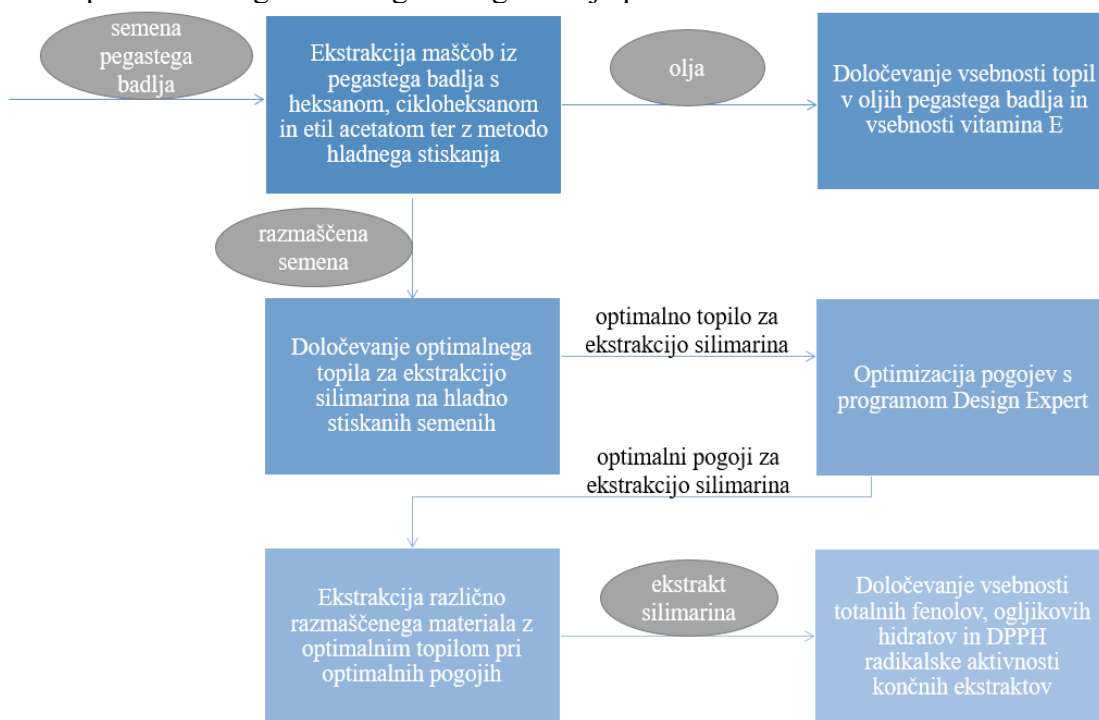 semena
pegastega
badlja
Ekstrakcija maščob iz
pegastega badlja s
heksanom, cikloheksanom
in etil acetatom ter z metodo
hladnega stiskanja
olja
Določevanje vsebnosti topil
v oljih pegastega badlja in
vsebnosti vitamina E
razmaščena
semena
Določevanje optimalnega
topila za ekstrakcijo
silimarina na hladno
stiskanih semenih
optimalno topilo za
ekstrakcijo silimarina
Optimizacija pogojev s
programom Design Expert
optimalni pogoji za
ekstrakcijo silimarina
Ekstrakcija različno
razmaščenega materiala z
optimalnim topilom pri
optimalnih pogojih
ekstrakt
silimarina
Določevanje vsebnosti
totalnih fenolov, ogljikovih
hidratov in DPPH
radikalske aktivnosti
končnih ekstraktov